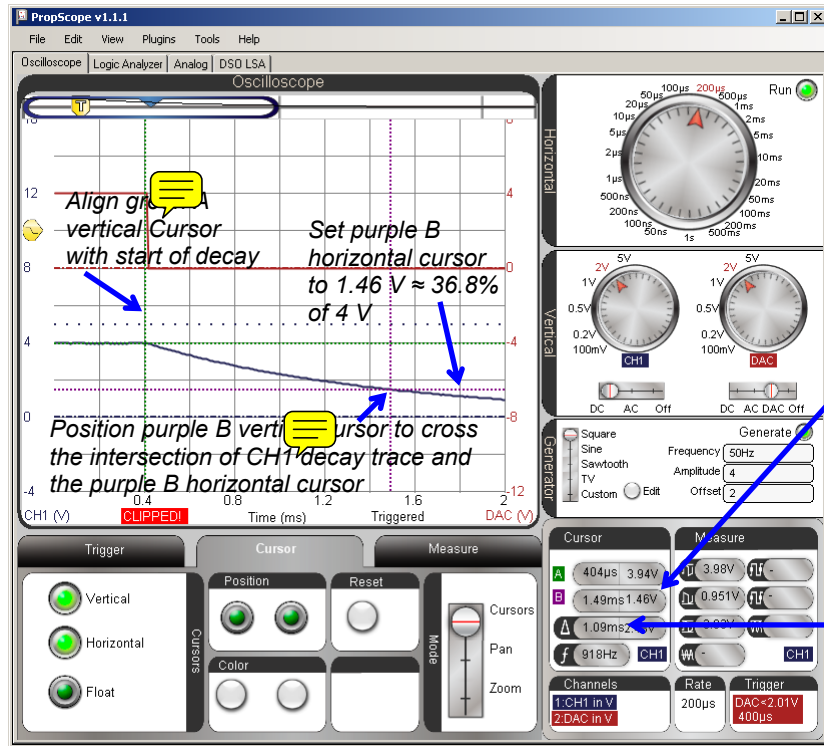 PropScope v1.1.1
File Edit View Plugins Tools Help
Oscilloscope Logic Analyzer Analog DSO LSA
Oscilloscope
T
12
8
4
0
-4
4
0
-4
-8
-12
Align
vertical Cursor
with start of decay
Set purple B
horizontal cursor
to 1.46 V ≈ 36.8%
of 4 V
Position purple B
the intersection of CH1 decay trace and
the purple B horizontal cursor
0.4 0.8 1.2 1.6 2
CH1 (V) CLIPPED! Time (ms) Triggered DAC (V)
Horizontal
Run
1µs
2µs
5µs
10µs
20µs
50µs
100µs
200µs
500µs
1ms
2ms
5ms
10ms
20ms
50ms
100ms
200ms
500ms
1s
50ns
100ns
200ns
500ns
Vertical
5V
2V
1V
0.5V
0.2V
100mV
CH1
DC AC Off
5V
2V
1V
0.5V
0.2V
100mV
DAC
DC AC DAC Off
Generator
Square
Sine
Sawtooth
TV
Custom Edit
Generate
Frequency 50Hz
Amplitude 4
Offset 2
Trigger Cursor Measure
Vertical
Horizontal
Float
Cursors
Position
Reset
Color
Mode
Cursors
Pan
Zoom
Cursor
A 404µs 3.94V
B 1.49ms 1.46V
Δ 1.09ms
f 918Hz CH1
Measure
3.98V -
0.951V -
-
- CH1
Channels
1:CH1 in V
2:DAC in V
Rate
200µs
Trigger
DAC<2.01V
400µs